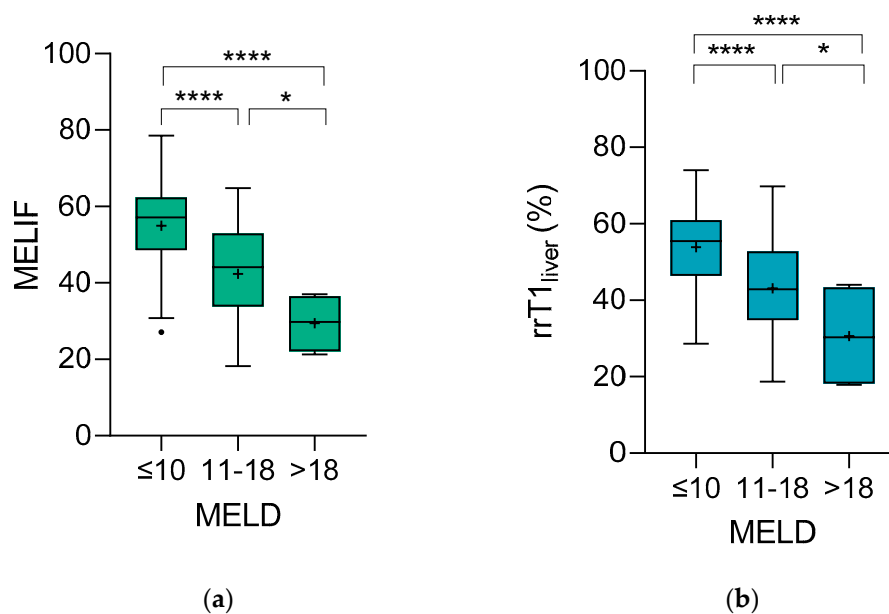 ****
**** *
100
80
60
40
20
0
MELIF
≤10 11-18 >18
MELD
(a)
****
**** *
100
80
60
40
20
0
rrT1liver (%)
≤10 11-18 >18
MELD
(b)